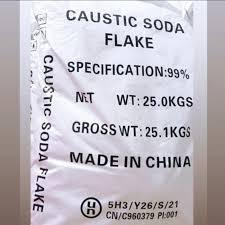 CAUSTIC SODA
FLAKE
SPECIFICATION:99%
NET WT: 25.0KGS
GROSS WT: 25.1KGS
MADE IN CHINA
CAUSTIC SODA FLAKE
un
5H3/Y26/S/21
CN/C960379 PI:001